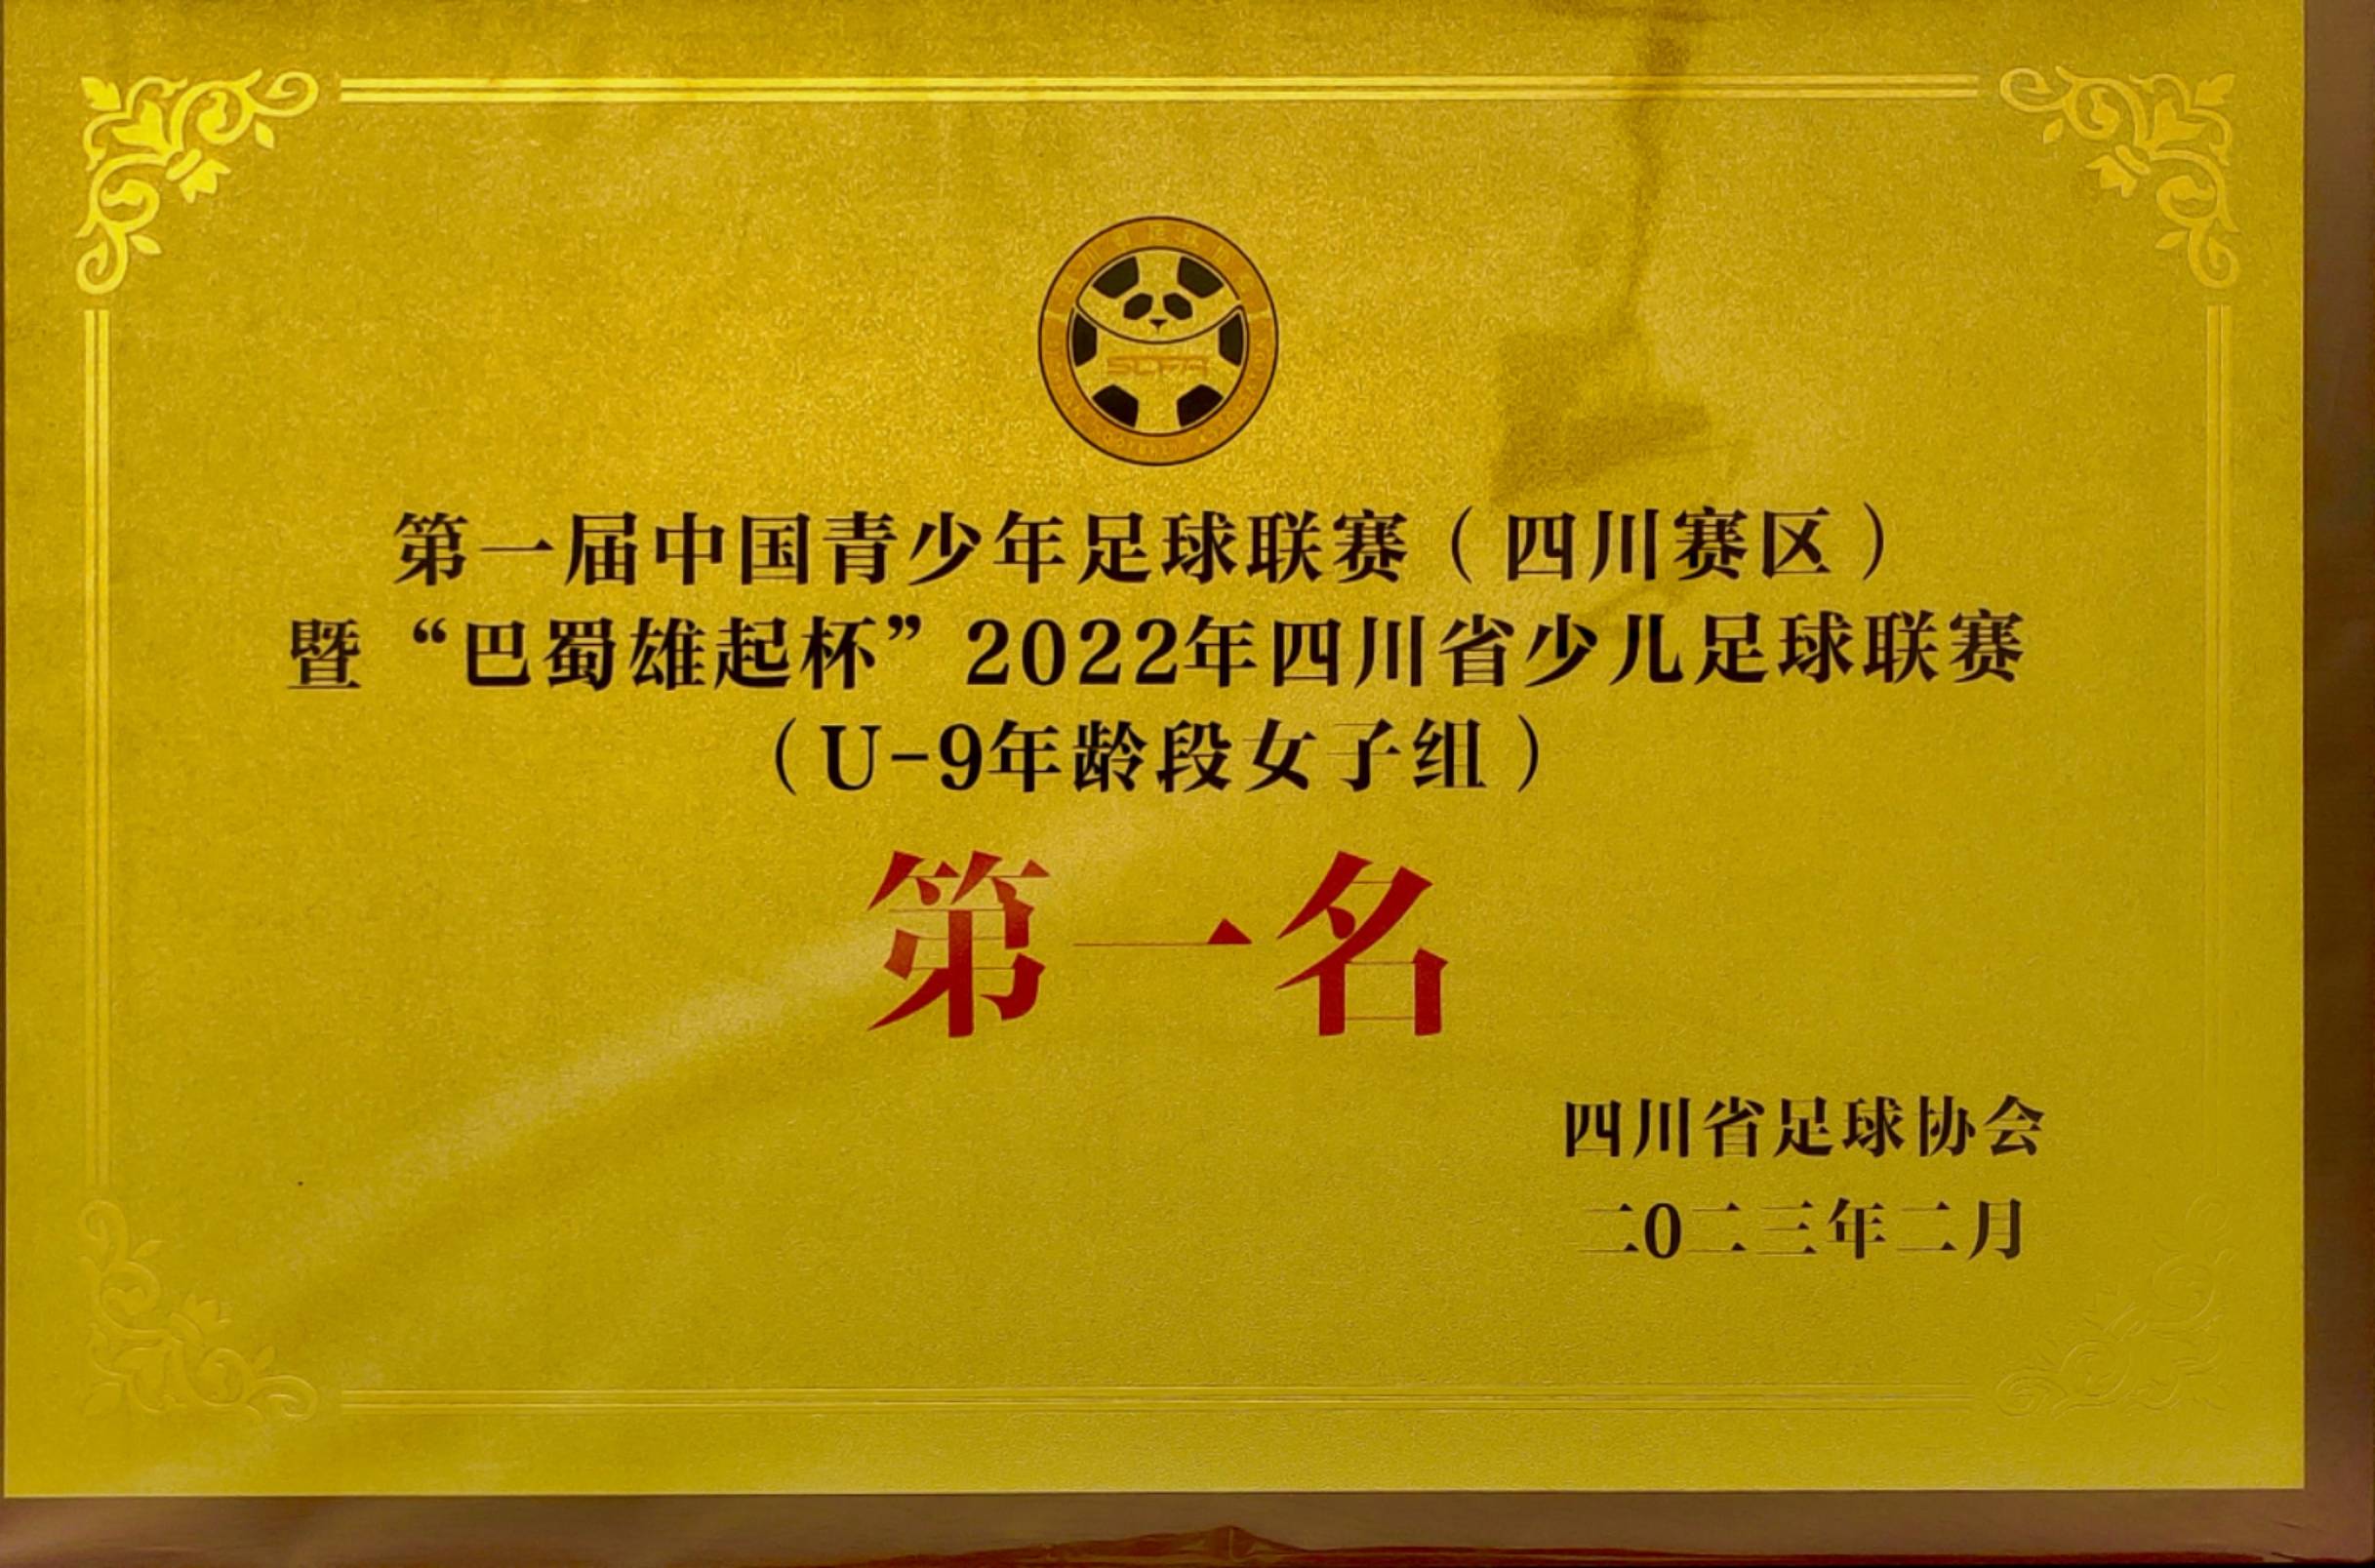 SCFA
第一届中国青少年足球联赛（四川赛区）
暨“巴蜀雄起杯”2022年四川省少儿足球联赛
（U-9年龄段女子组）
第一名
四川省足球协会
二0二三年二月